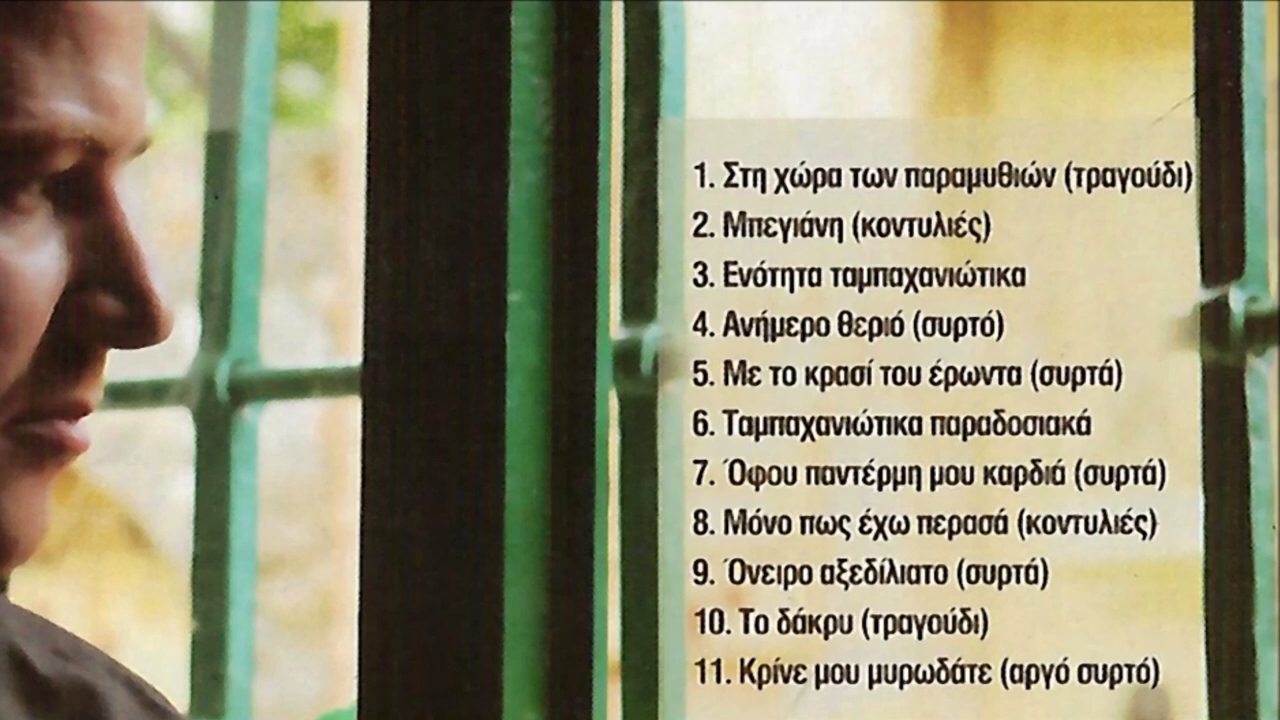 1. Στη χώρα των παραμυθιών (τραγούδι)
2. Μπεγιάνη (κοντυλιές)
3. Ενότητα ταμπαχανιώτικα
4. Ανήμερο θεριό (συρτό)
5. Με το κρασί του έρωντα (συρτά)
6. Ταμπαχανιώτικα παραδοσιακά
7. Όφου παντέρμη μου καρδιά (συρτά)
8. Μόνο πως έχω περασά (κοντυλιές)
9. Όνειρο αξεδίλιατο (συρτά)
10. Το δάκρυ (τραγούδι)
11. Κρίνε μου μυρωδάτε (αργό συρτό)